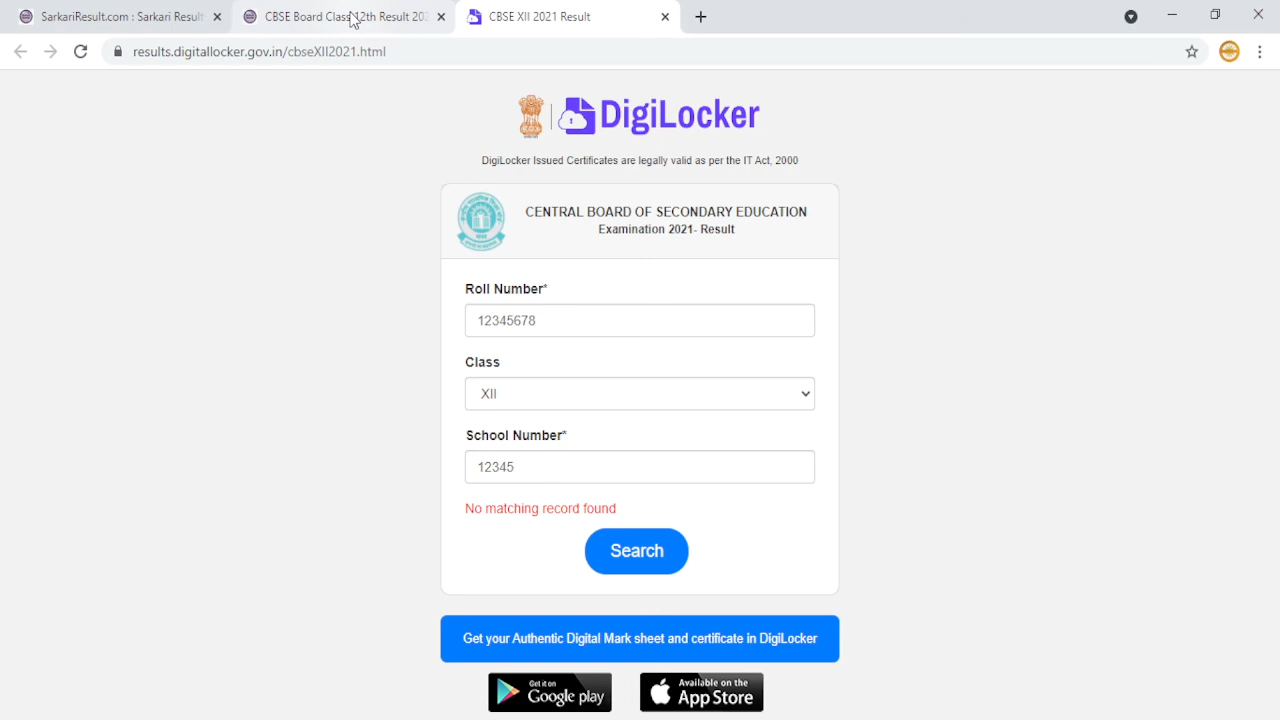 SarkariResult.com : Sarkari Result
CBSE Board Class 12th Result 202
CBSE XII 2021 Result
results.digitallocker.gov.in/cbseXII2021.html
DigiLocker
DigiLocker Issued Certificates are legally valid as per the IT Act, 2000
CENTRAL BOARD OF SECONDARY EDUCATION
Examination 2021- Result
Roll Number*
12345678
Class
XII
School Number*
12345
No matching record found
Search
Get your Authentic Digital Mark sheet and certificate in DigiLocker
Get it on
Google play
Available on the
App Store